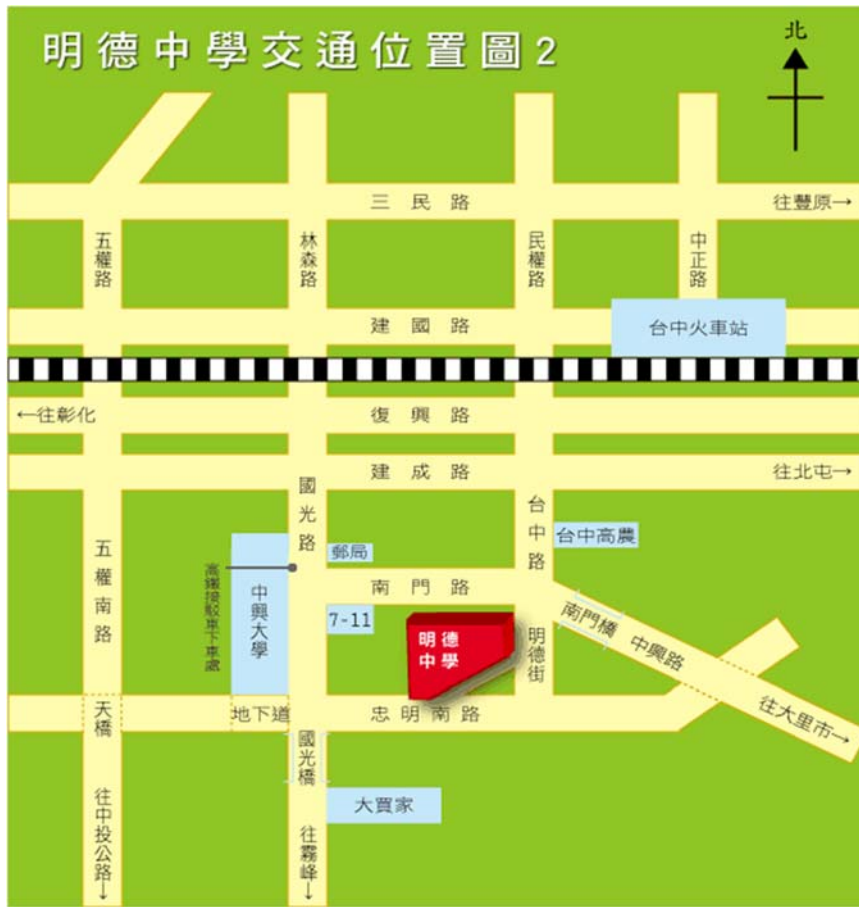 明德中學交通位置圖2
北
三民路
往豐原→
五權路
林森路
民權路
中正路
建國路
台中火車站
←往彰化
復興路
建成路
往北屯→
國光路
台中路
台中高農
五權南路
高鐵接駁車下車處
中興大學
郵局
南門路
7-11
明德
中學
明德街
南門橋
中興路
往大里市→
天橋
地下道
忠明南路
國光橋
大買家
往中投公路→
往霧峰→